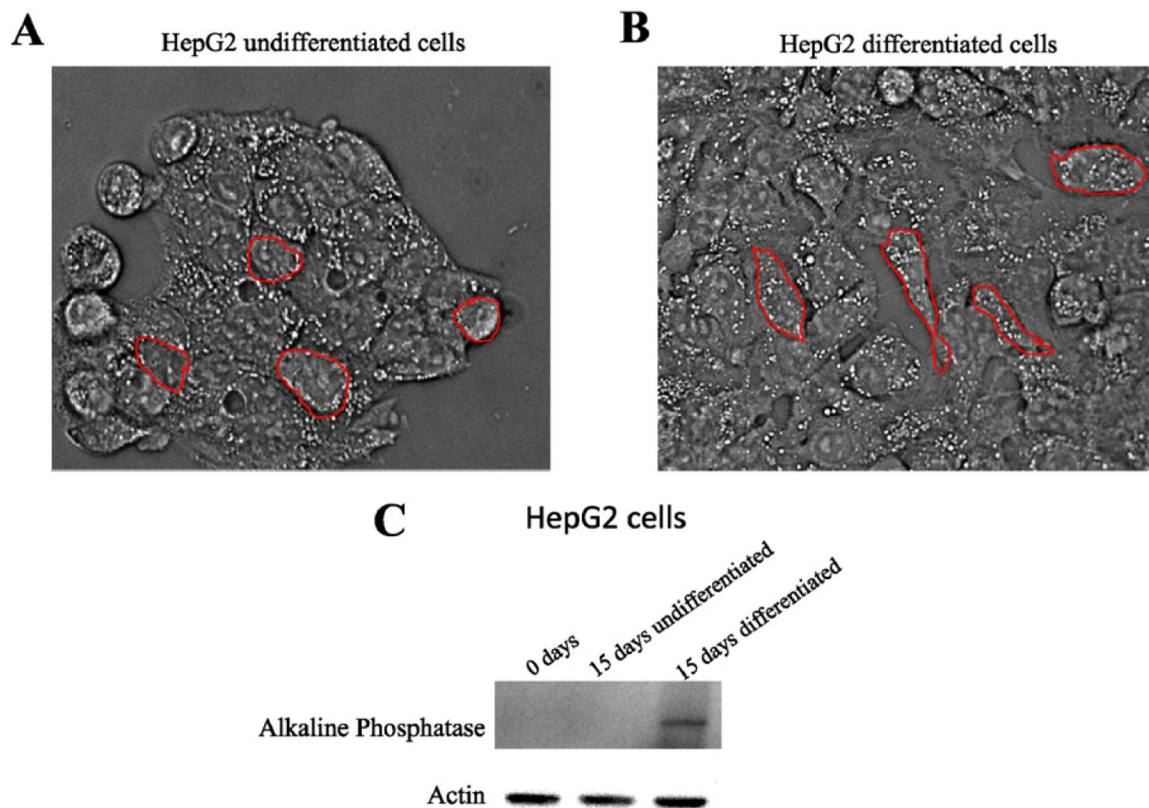 A
HepG2 undifferentiated cells
B
HepG2 differentiated cells
C
HepG2 cells
0 days
15 days undifferentiated
15 days differentiated
Alkaline Phosphatase
Actin